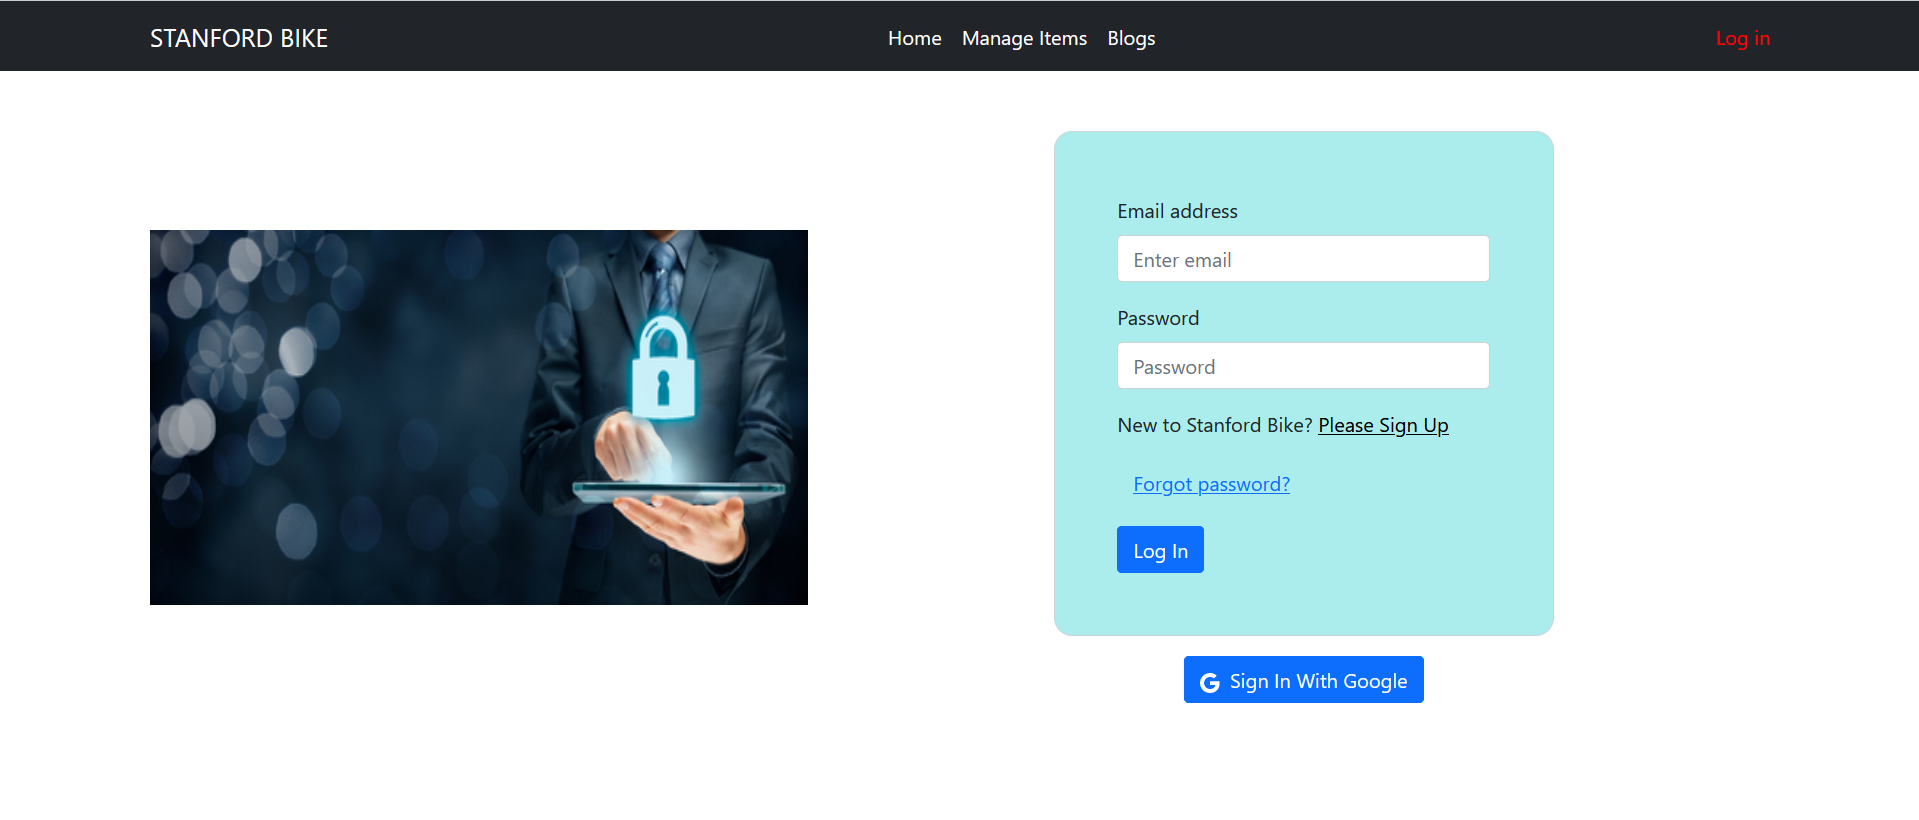 STANFORD BIKE
Home Manage Items Blogs
Log in
Email address
Enter email
Password
Password
New to Stanford Bike? Please Sign Up
Forgot password?
Log In
Sign In With Google